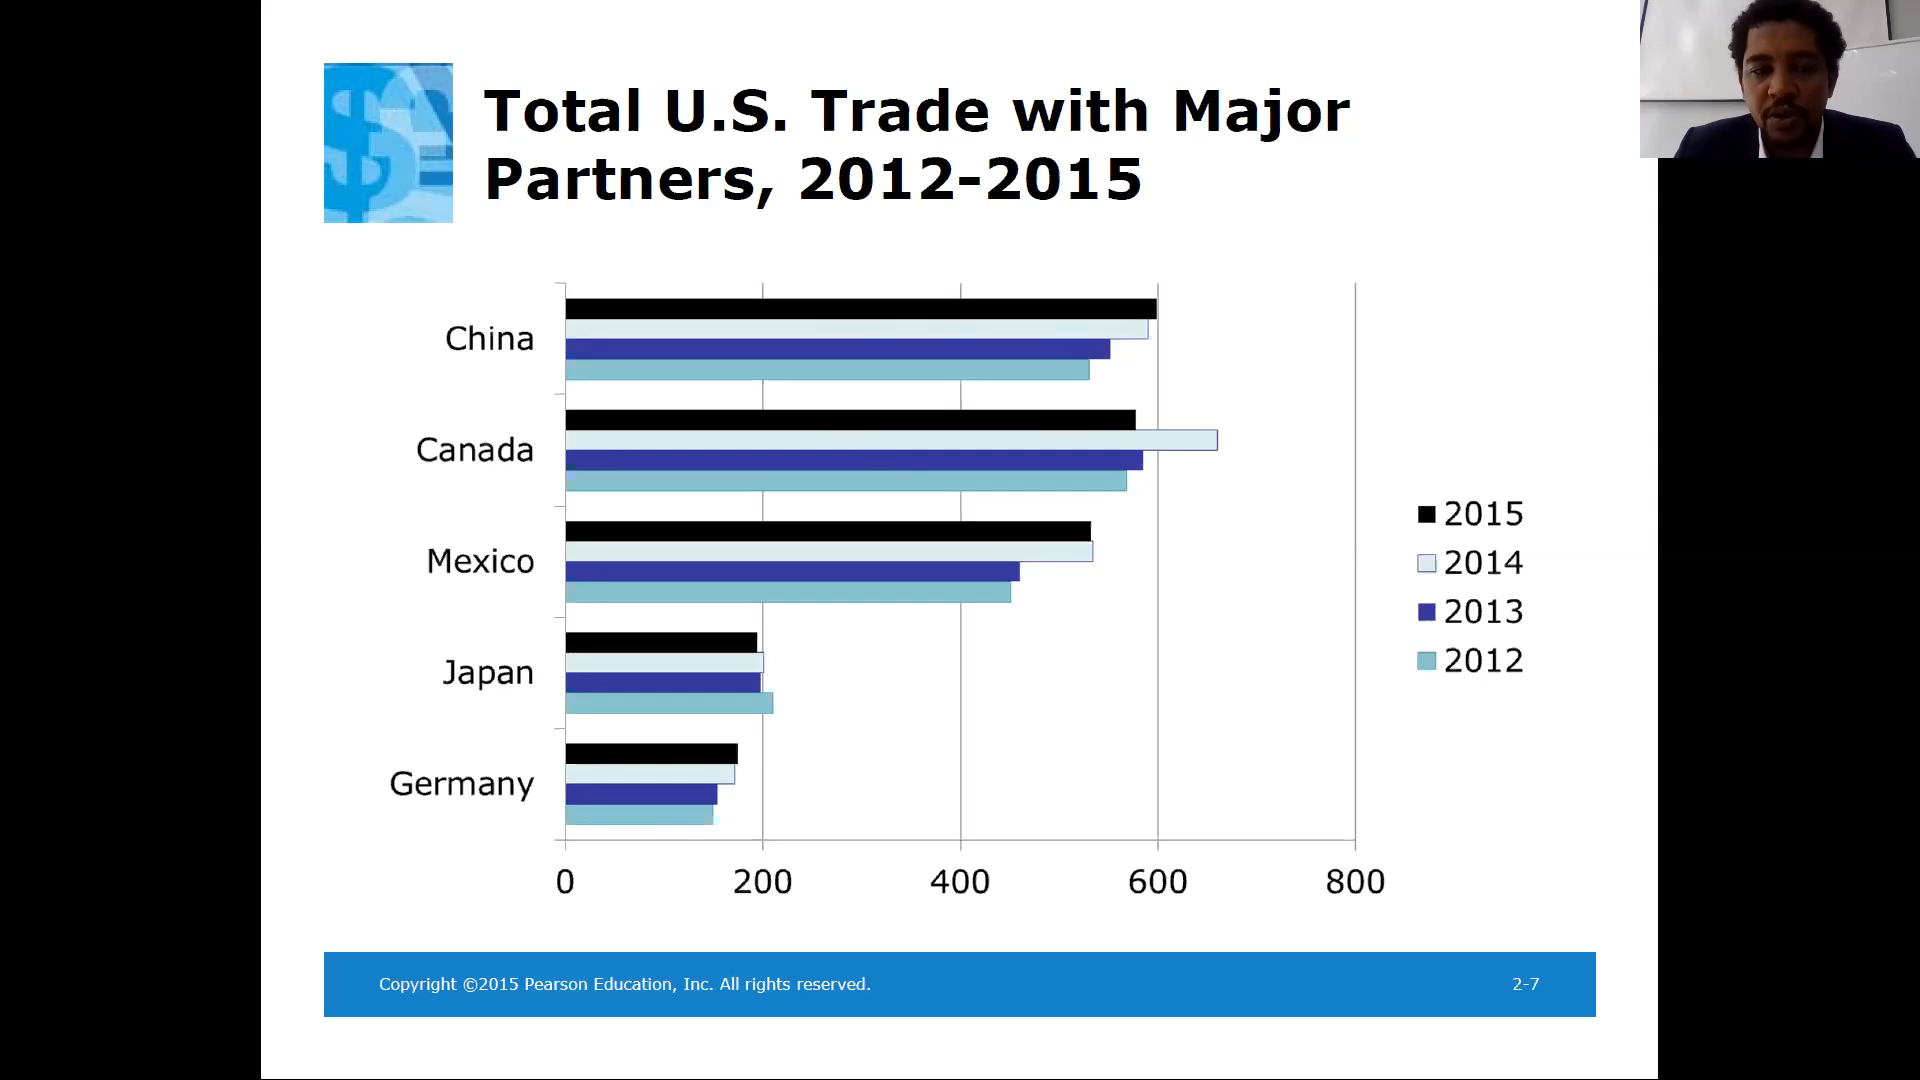 Total U.S. Trade with Major
Partners, 2012-2015
China
Canada
Mexico
Japan
Germany
0 200 400 600 800
2015
2014
2013
2012
Copyright ©2015 Pearson Education, Inc. All rights reserved.
2-7